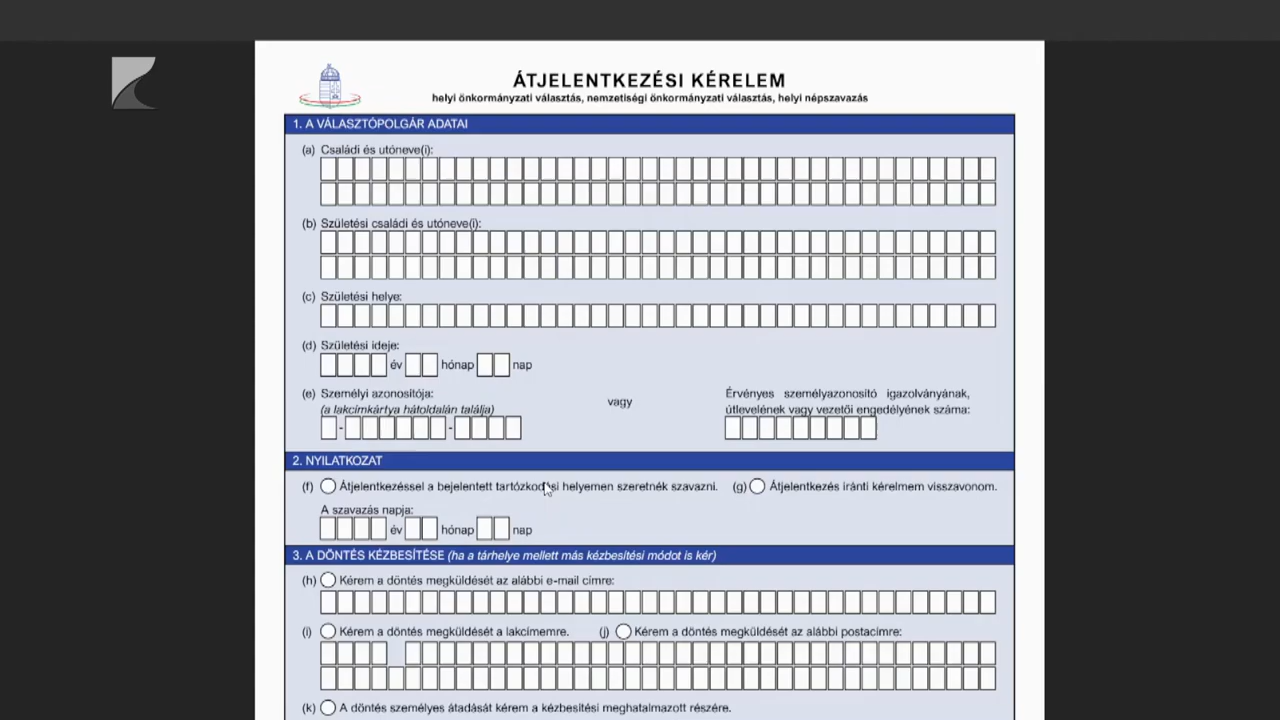 ÁTJELENTKEZÉSI KÉRELEM
helyi önkormányzati választás, nemzetiségi önkormányzati választás, helyi népszavazás
1. A VÁLASZTÓPOLGÁR ADATAI
(a) Családi és utóneve(i):
(b) Születési családi és utóneve(i):
(c) Születési helye:
(d) Születési ideje:
év hónap nap
(e) Személyi azonosítója:
(a lakcímkártya hátoldalán találja)
- -
vagy
Érvényes személyazonosító igazolványának,
útlevelének vagy vezetői engedélyének száma:
2. NYILATKOZAT
(f) Átjelentkezéssel a bejelentett tartózkodási helyemen szeretnék szavazni. (g) Átjelentkezés iránti kérelmem visszavonom.
A szavazás napja:
év hónap nap
3. A DÖNTÉS KÉZBESÍTÉSE (ha a tárhelye mellett más kézbesítési módot is kér)
(h) Kérem a döntés megküldését az alábbi e-mail címre:
(i) Kérem a döntés megküldését a lakcímemre. (j) Kérem a döntés megküldését az alábbi postacímre:
(k) A döntés személyes átadását kérem a kézbesítési meghatalmazott részére.